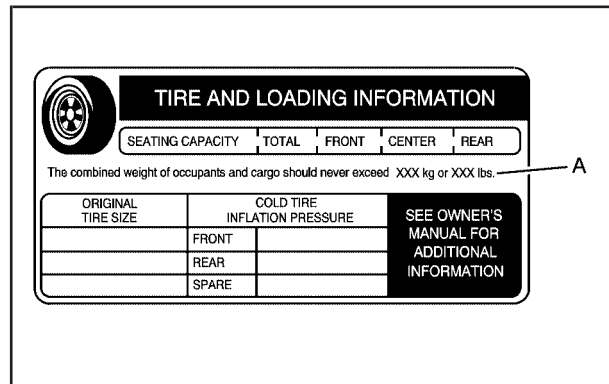 TIRE AND LOADING INFORMATION
SEATING CAPACITY TOTAL FRONT CENTER REAR
The combined weight of occupants and cargo should never exceed XXX kg or XXX lbs.
A
ORIGINAL
TIRE SIZE
COLD TIRE
INFLATION PRESSURE
FRONT
REAR
SPARE
SEE OWNER'S
MANUAL FOR
ADDITIONAL
INFORMATION